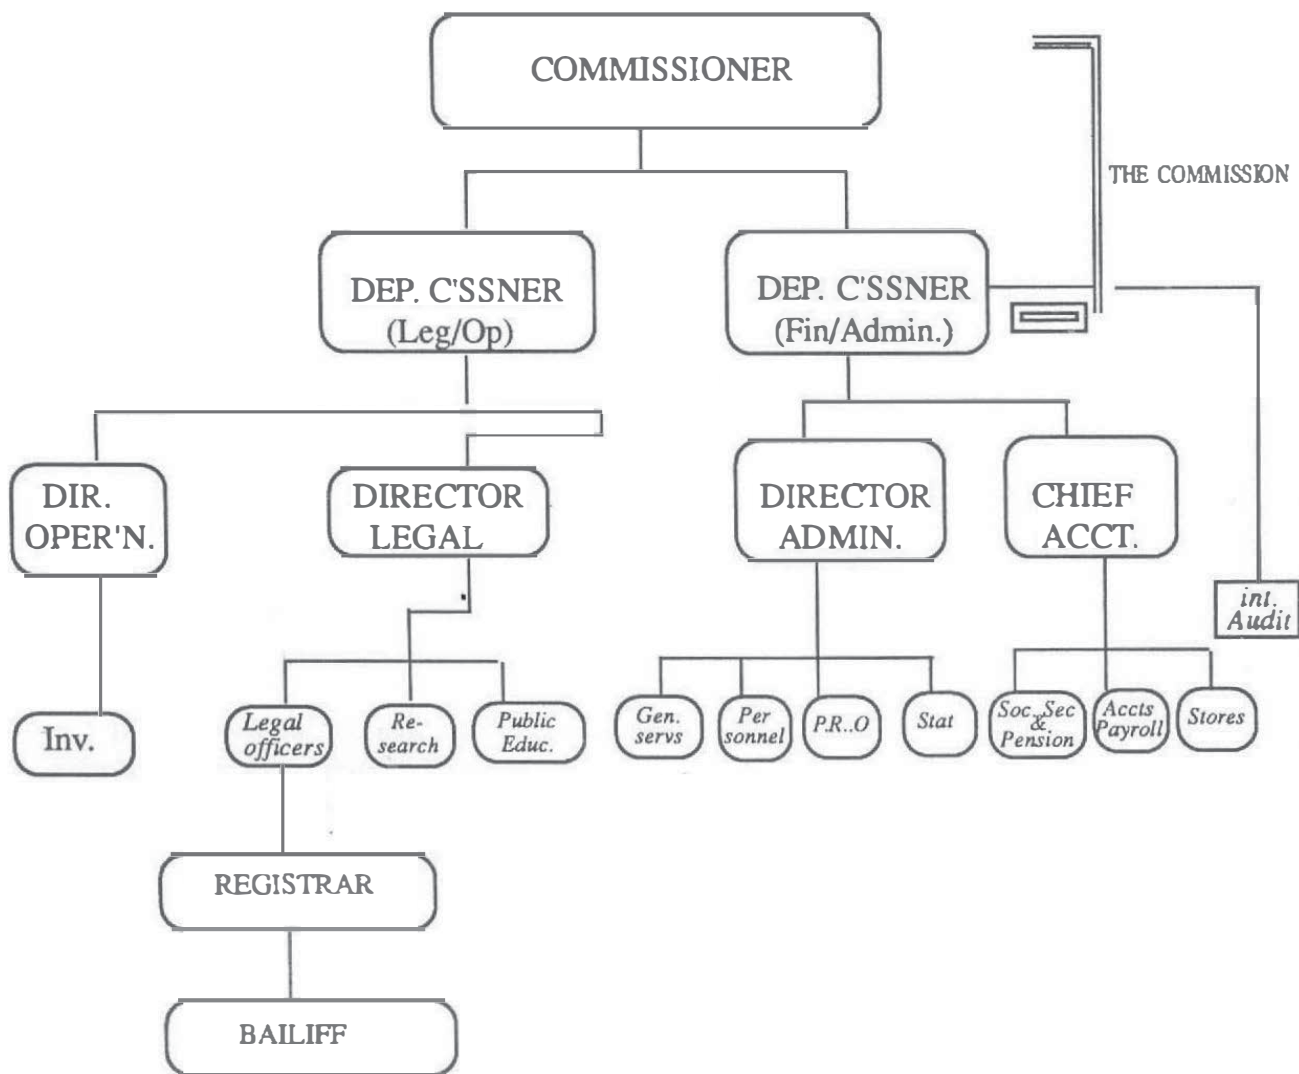 COMMISSIONER
THE COMMISSION
DEP. C'SSNER
(Leg/Op)
DEP. C'SSNER
(Fin/Admin.)
DIR.
OPER'N.
DIRECTOR
LEGAL
DIRECTOR
ADMIN.
CHIEF
ACCT.
int.
Audit
Inv.
Legal
officers
Re-
search
Public
Educ.
Gen.
servs
Per
sonnel
P.R..O
Stat
Soc. Sec
&
Pension
Accts
Payroll
Stores
REGISTRAR
BAILIFF